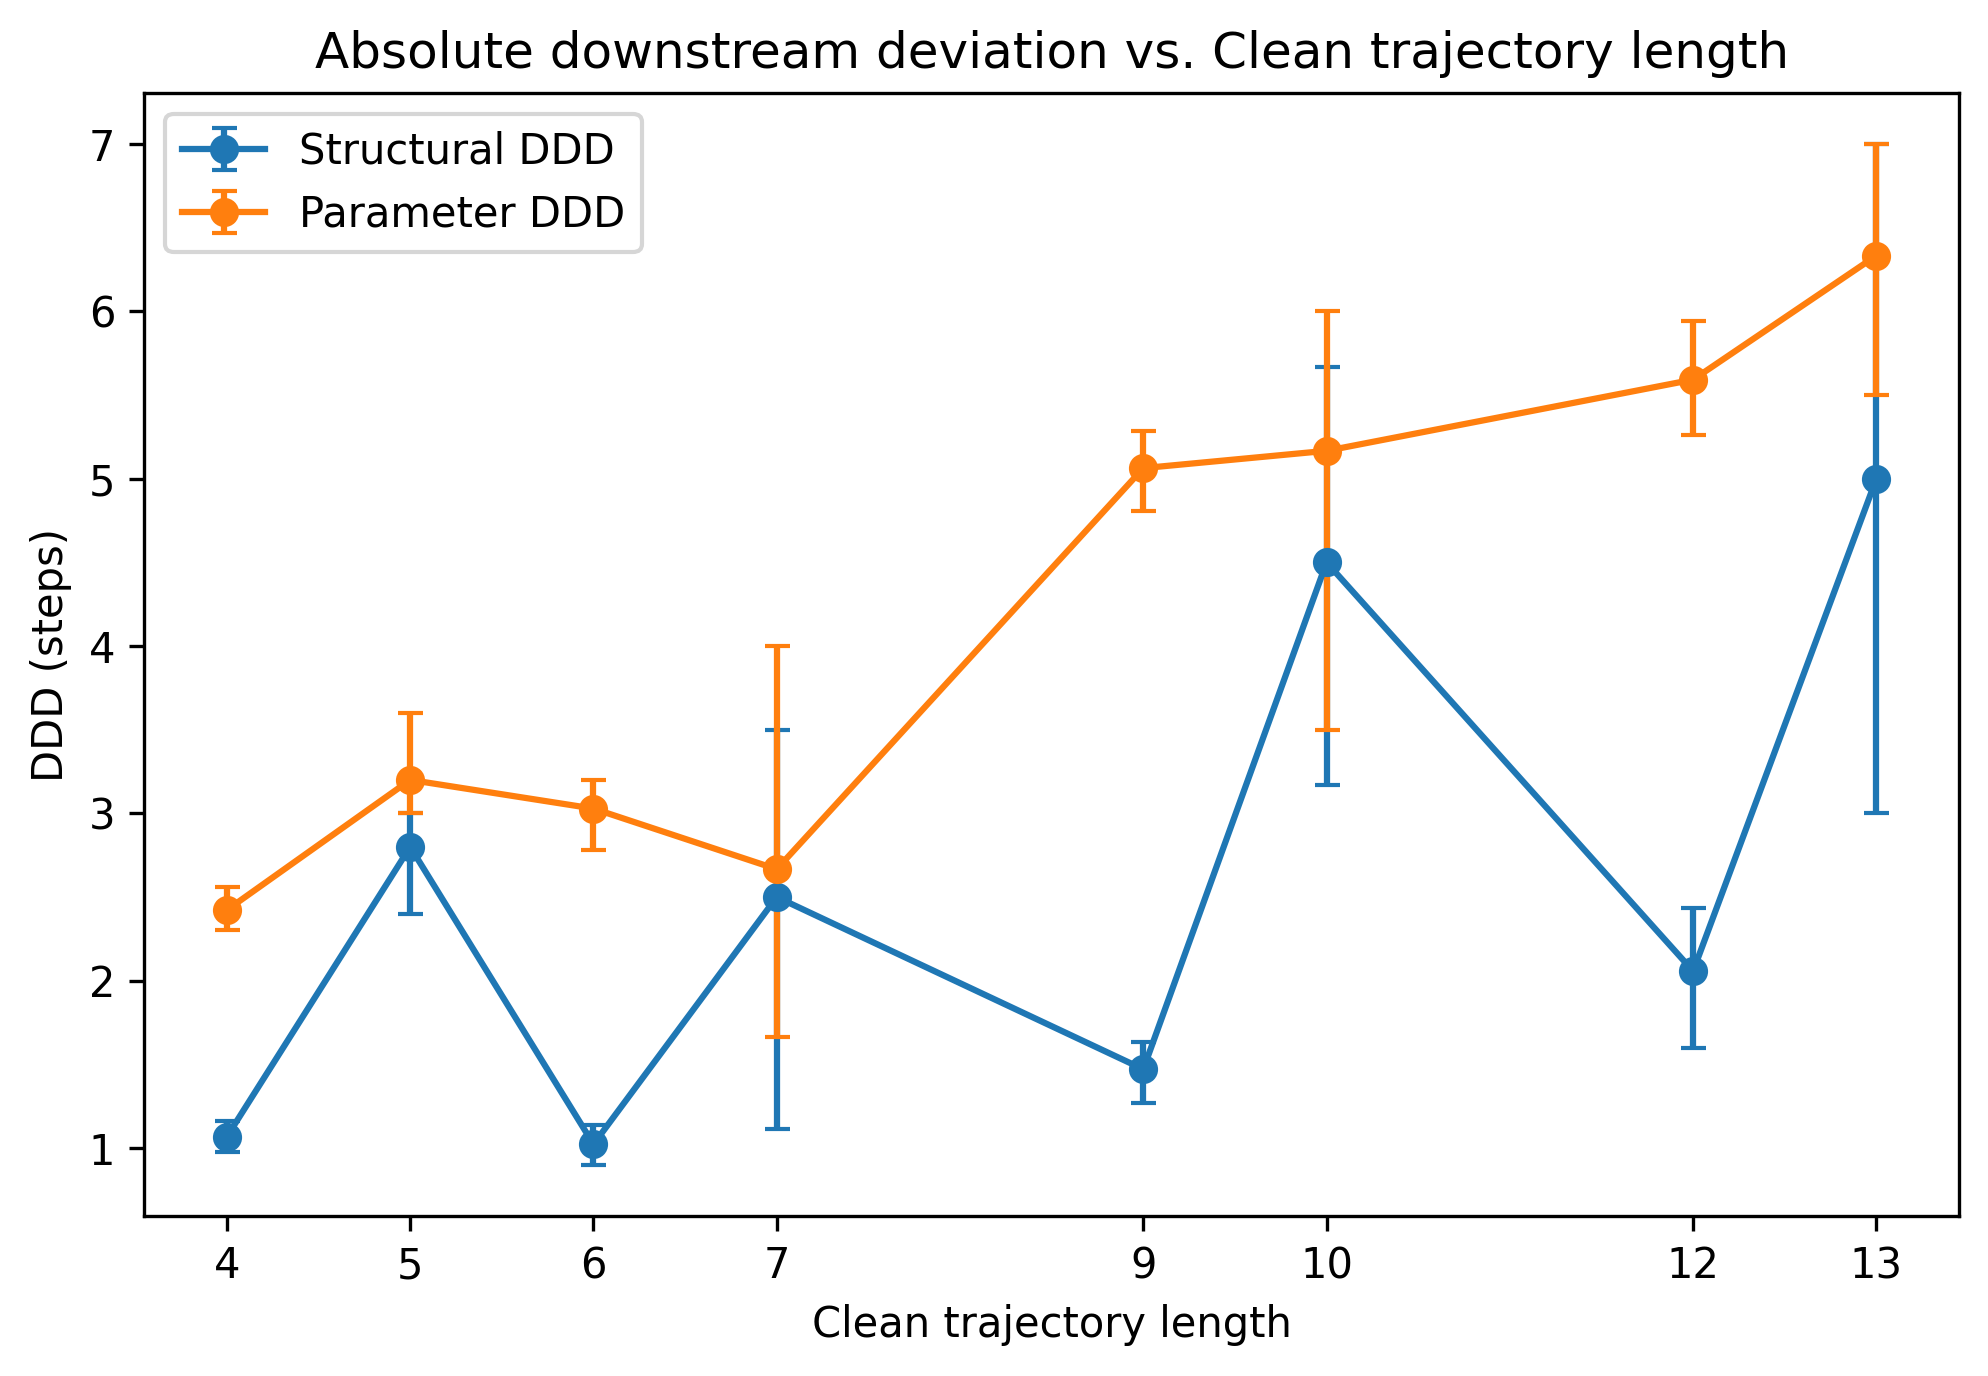 Absolute downstream deviation vs. Clean trajectory length
Structural DDD
Parameter DDD
DDD (steps)
7
6
5
4
3
2
1
4 5 6 7 9 10 12 13
Clean trajectory length